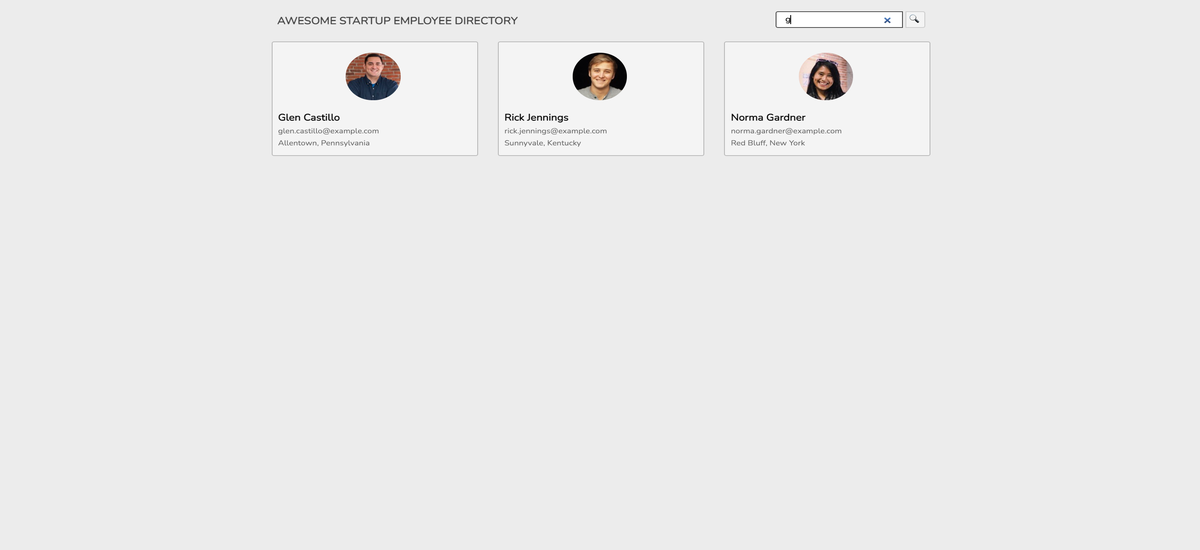 AWESOME STARTUP EMPLOYEE DIRECTORY
g
Glen Castillo
glen.castillo@example.com
Allentown, Pennsylvania
Rick Jennings
rick.jennings@example.com
Sunnyvale, Kentucky
Norma Gardner
norma.gardner@example.com
Red Bluff, New York